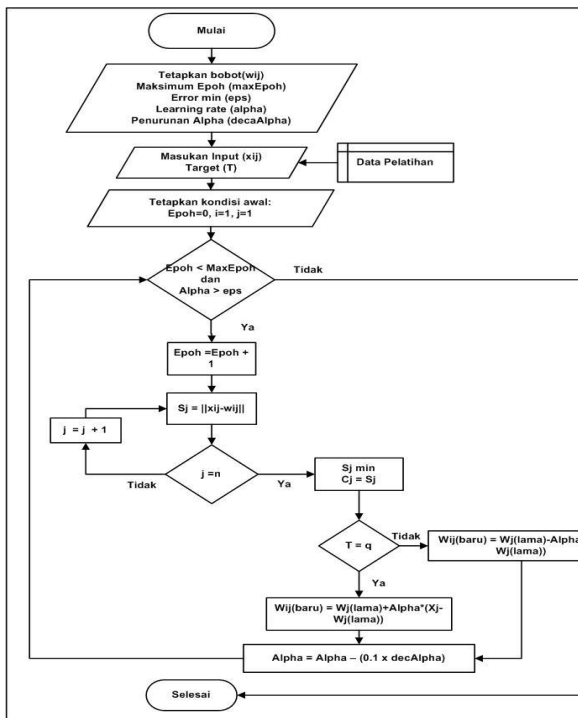 Mulai
Tetapkan bobot(wij)
Maksimum Epoh (maxEpoh)
Error min (eps)
Learning rate (alpha)
Penurunan Alpha (decaAlpha)
Masukan Input (xij)
Target (T)
Data Pelatihan
Tetapkan kondisi awal:
Epoh=0, i=1, j=1
Epoh < MaxEpoh
dan
Alpha > eps
Tidak
Ya
Epoh =Epoh +
1
Sj = ||xij-wij||
j = j + 1
j =n
Tidak
Ya
Sj min
Cj = Sj
T = q
Tidak
Wij(baru) = Wj(lama)-Alpha
Wj(lama))
Ya
Wij(baru) = Wj(lama)+Alpha*(Xj-
Wj(lama))
Alpha = Alpha – (0.1 x decAlpha)
Selesai